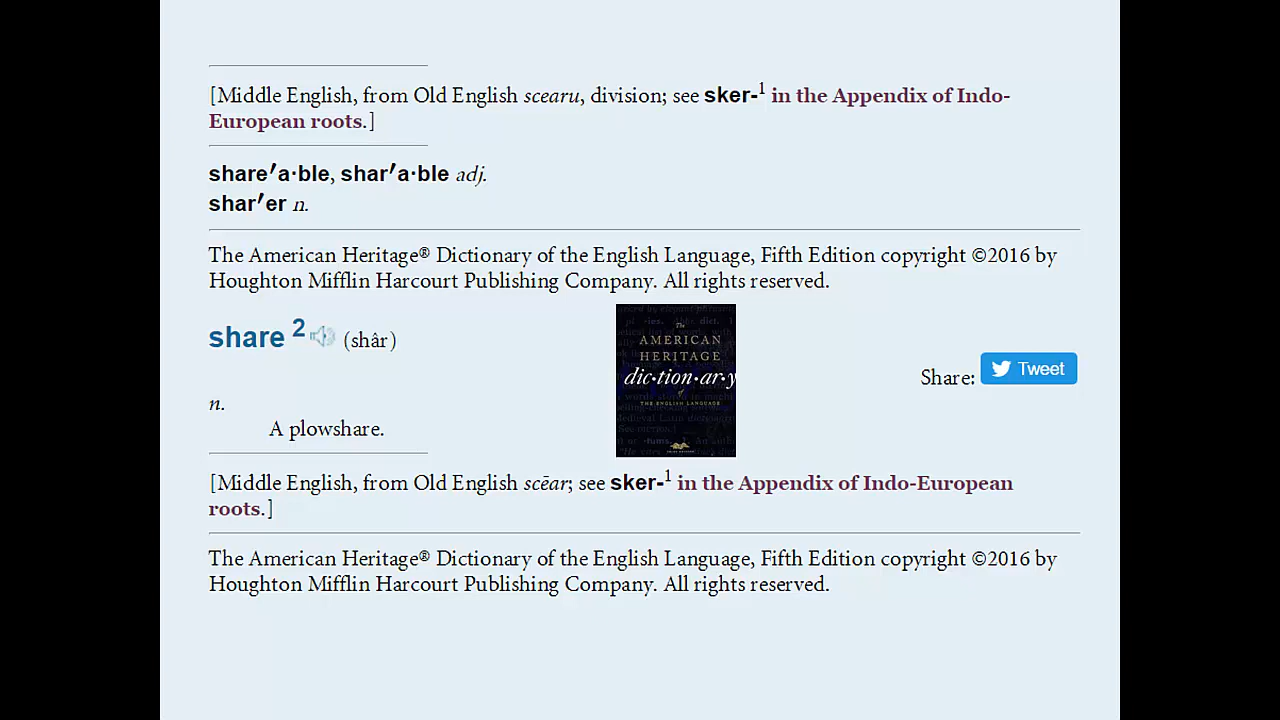 [Middle English, from Old English scearu, division; see sker-1 in the Appendix of Indo-
European roots.]
share′a·ble, shar′a·ble adj.
shar′er n.
The American Heritage® Dictionary of the English Language, Fifth Edition copyright ©2016 by
Houghton Mifflin Harcourt Publishing Company. All rights reserved.
share 2 (shâr)
The
AMERICAN
HERITAGE
dic·tion·ar·y
of
THE ENGLISH LANGUAGE
Share: Tweet
n.
A plowshare.
[Middle English, from Old English scēar; see sker-1 in the Appendix of Indo-European
roots.]
The American Heritage® Dictionary of the English Language, Fifth Edition copyright ©2016 by
Houghton Mifflin Harcourt Publishing Company. All rights reserved.